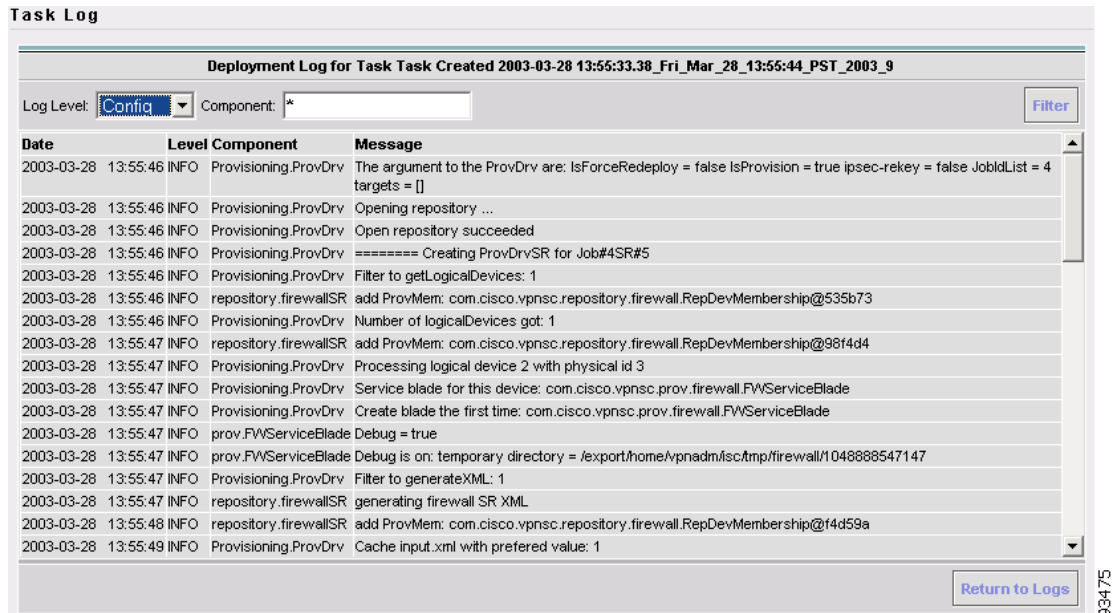 Task Log
Deployment Log for Task Task Created 2003-03-28 13:55:33.38_Fri_Mar_28_13:55:44_PST_2003_9
Log Level: Config Component: * Filter
Date Level Component Message
2003-03-28 13:55:46 INFO Provisioning.ProvDrv The argument to the ProvDrv are: IsForceRedeploy = false IsProvision = true ipsec-rekey = false JobIdList = 4
targets = []
2003-03-28 13:55:46 INFO Provisioning.ProvDrv Opening repository ...
2003-03-28 13:55:46 INFO Provisioning.ProvDrv Open repository succeeded
2003-03-28 13:55:46 INFO Provisioning.ProvDrv ======== Creating ProvDrvSR for Job#4SR#5
2003-03-28 13:55:46 INFO Provisioning.ProvDrv Filter to getLogicalDevices: 1
2003-03-28 13:55:46 INFO repository.firewallSR add ProvMem: com.cisco.vpnsc.repository.firewall.RepDevMembership@535b73
2003-03-28 13:55:46 INFO Provisioning.ProvDrv Number of logicalDevices got: 1
2003-03-28 13:55:47 INFO repository.firewallSR add ProvMem: com.cisco.vpnsc.repository.firewall.RepDevMembership@98f4d4
2003-03-28 13:55:47 INFO Provisioning.ProvDrv Processing logical device 2 with physical id 3
2003-03-28 13:55:47 INFO Provisioning.ProvDrv Service blade for this device: com.cisco.vpnsc.prov.firewall.FWServiceBlade
2003-03-28 13:55:47 INFO Provisioning.ProvDrv Create blade the first time: com.cisco.vpnsc.prov.firewall.FWServiceBlade
2003-03-28 13:55:47 INFO prov.FWServiceBlade Debug = true
2003-03-28 13:55:47 INFO prov.FWServiceBlade Debug is on: temporary directory = /export/home/vpnadm/isc/tmp/firewall/1048888547147
2003-03-28 13:55:47 INFO Provisioning.ProvDrv Filter to generateXML: 1
2003-03-28 13:55:47 INFO repository.firewallSR generating firewall SR XML
2003-03-28 13:55:48 INFO repository.firewallSR add ProvMem: com.cisco.vpnsc.repository.firewall.RepDevMembership@f4d59a
2003-03-28 13:55:49 INFO Provisioning.ProvDrv Cache input.xml with prefered value: 1
Return to Logs
93475